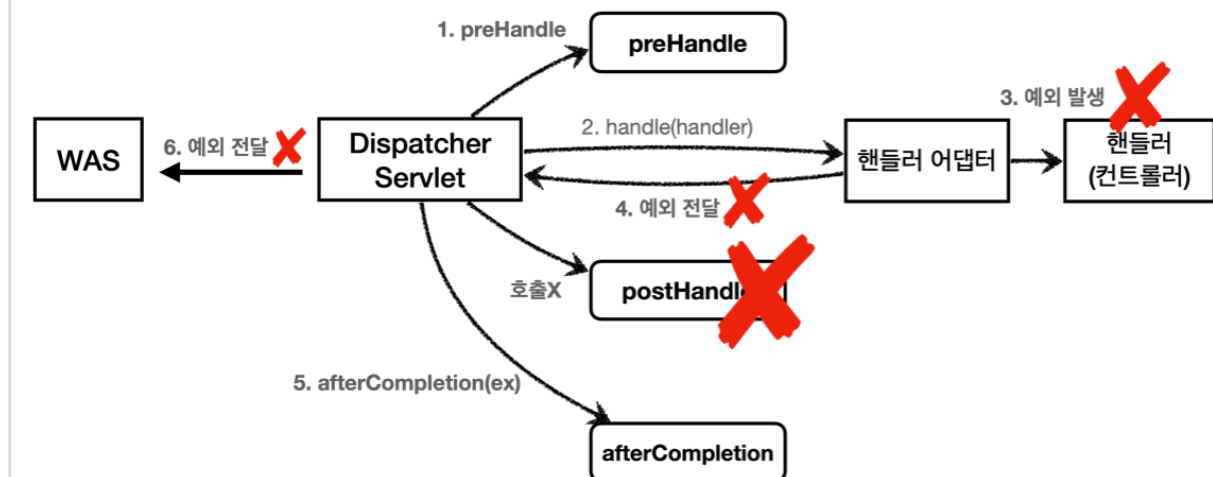 1. preHandle
preHandle
3. 예외 발생
WAS
6. 예외 전달
Dispatcher
Servlet
2. handle(handler)
핸들러 어댑터
핸들러
(컨트롤러)
4. 예외 전달
호출X
postHandle
5. afterCompletion(ex)
afterCompletion